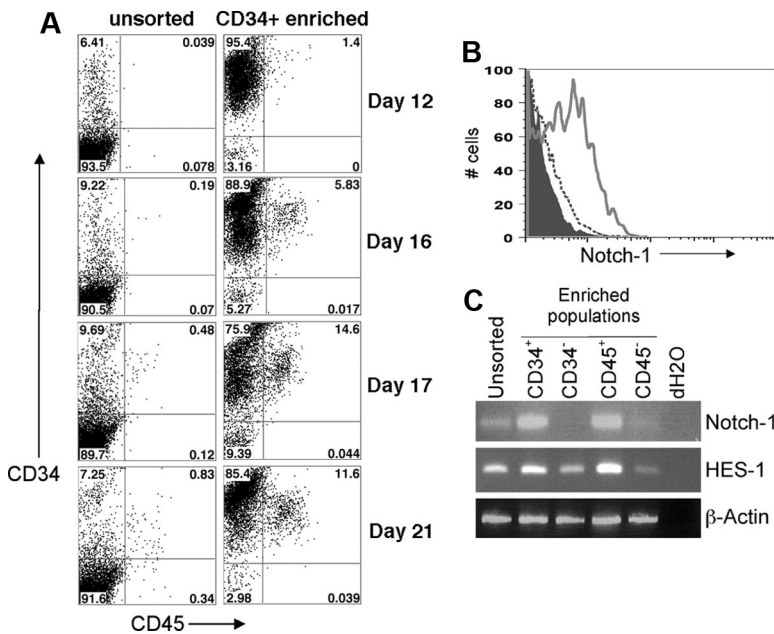 A
unsorted
CD34+ enriched
6.41
0.039
93.5
0.078
95.4
1.4
3.16
0
Day 12
9.22
0.19
90.5
0.07
88.9
5.83
5.27
0.017
Day 16
9.69
0.48
89.7
0.12
75.9
14.6
9.39
0.044
Day 17
7.25
0.83
91.6
0.34
85.4
11.6
2.98
0.039
Day 21
CD34
CD45
B
100
80
60
40
20
0
# cells
Notch-1
C
Enriched
populations
Unsorted
CD34+
CD34-
CD45+
CD45-
dH2O
Notch-1
HES-1
β-Actin